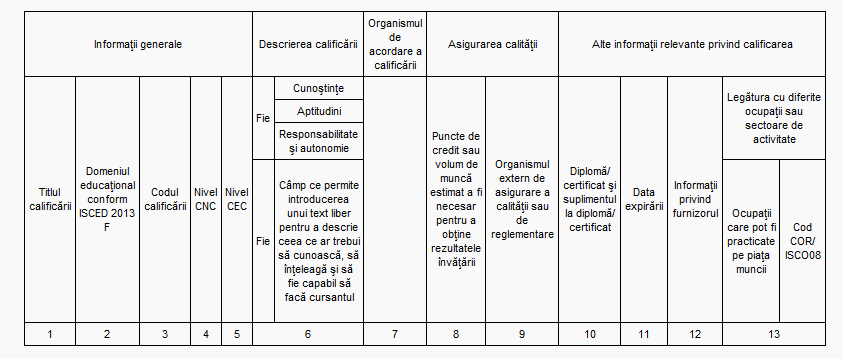 Informaţii generale
Descrierea calificării
Organismul
de
acordare a
calificării
Asigurarea calităţii
Alte informaţii relevante privind calificarea
Titlul
calificării
Domeniul
educaţional
conform
ISCED 2013
F
Codul
calificării
Nivel
CNC
Nivel
CEC
Fie
Cunoştinţe
Aptitudini
Responsabilitate
şi autonomie
Fie
Câmp ce permite
introducerea
unui text liber
pentru a descrie
ceea ce ar trebui
să cunoască, să
înţeleagă şi să
fie capabil să
facă cursantul
Puncte de
credit sau
volum de
muncă
estimat a fi
necesar
pentru a
obţine
rezultatele
învăţării
Organismul
extern de
asigurare a
calităţii sau
de
reglementare
Diplomă/
certificat şi
suplimentul
la diplomă/
certificat
Data
expirării
Informaţii
privind
furnizorul
Legătura cu diferite
ocupaţii sau
sectoare de
activitate
Ocupaţii
care pot fi
practicate
pe piaţa
muncii
Cod
COR/
ISCO08
1 2 3 4 5 6 7 8 9 10 11 12 13